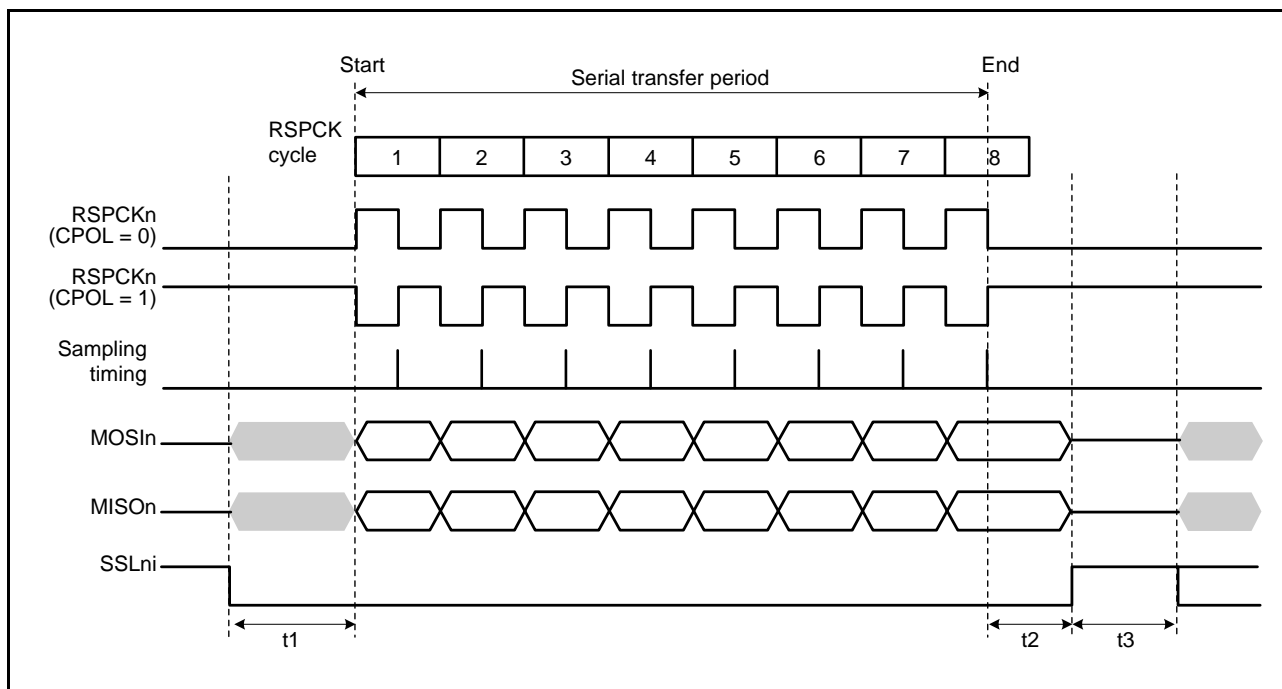 Start
Serial transfer period
End
RSPCK
cycle
1 2 3 4 5 6 7 8
RSPCKn
(CPOL = 0)
RSPCKn
(CPOL = 1)
Sampling
timing
MOSIn
MISOn
SSLni
t1
t2
t3